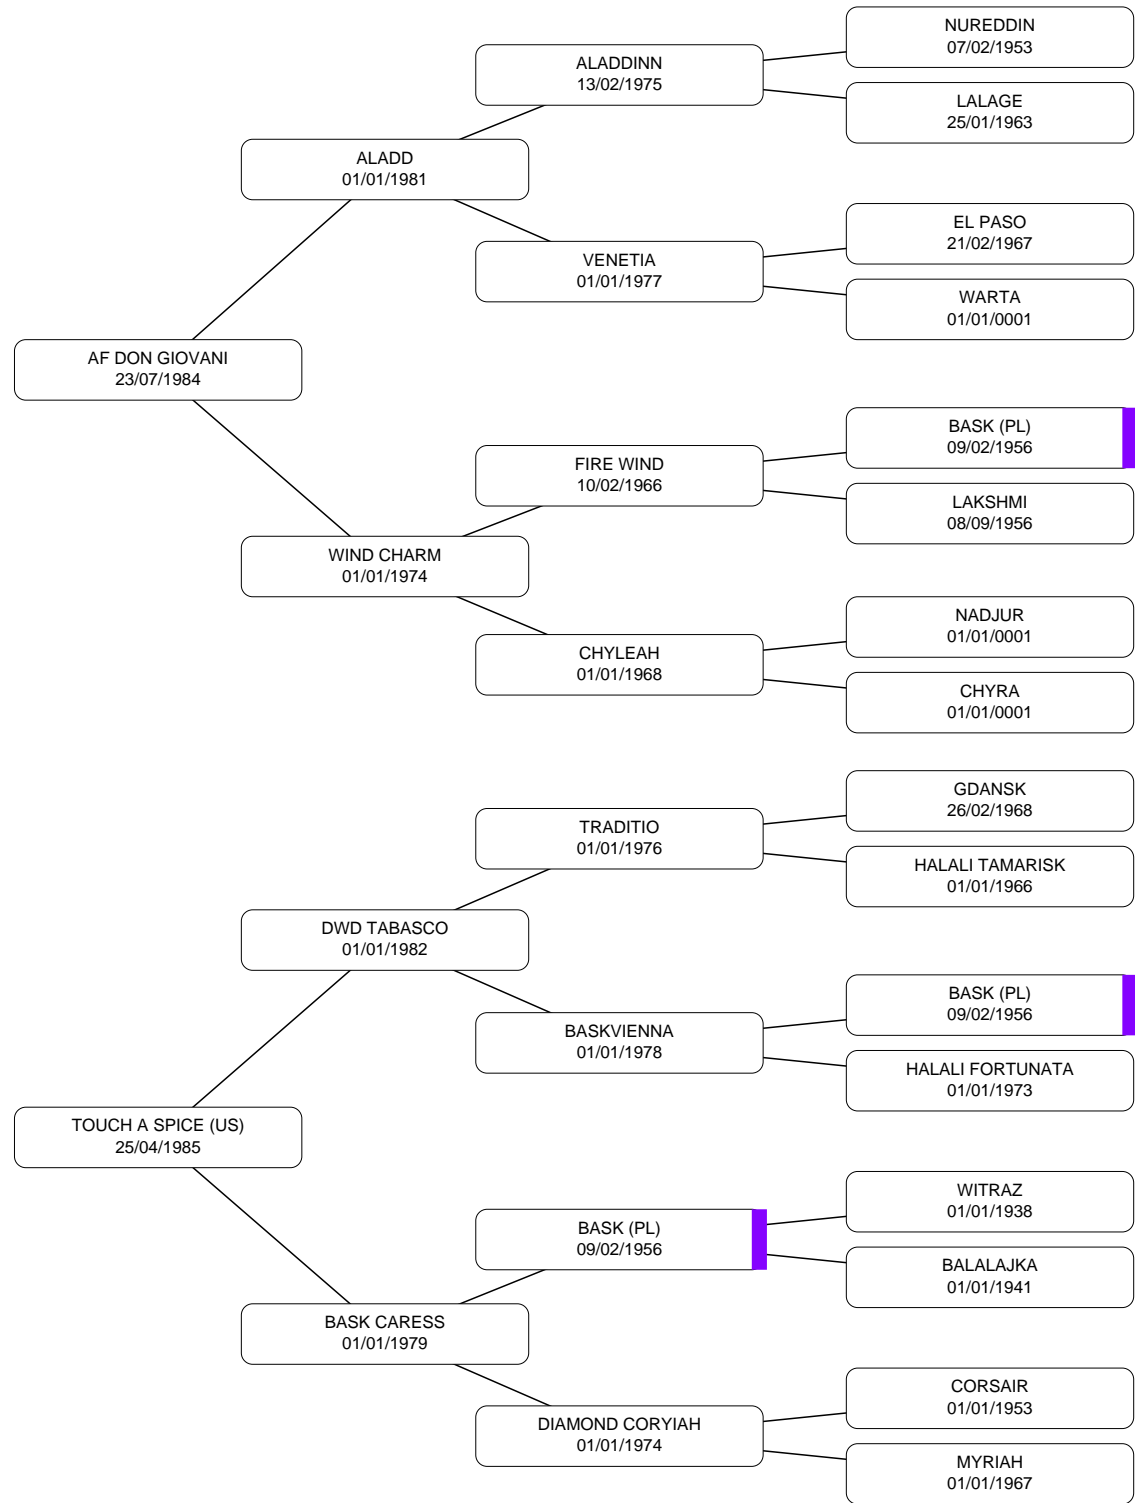 NUREDDIN
07/02/1953
ALADDINN
13/02/1975
LALAGE
25/01/1963
ALADD
01/01/1981
EL PASO
21/02/1967
VENETIA
01/01/1977
WARTA
01/01/0001
AF DON GIOVANI
23/07/1984
BASK (PL)
09/02/1956
FIRE WIND
10/02/1966
LAKSHMI
08/09/1956
WIND CHARM
01/01/1974
NADJUR
01/01/0001
CHYLEAH
01/01/1968
CHYRA
01/01/0001
GDANSK
26/02/1968
TRADITIO
01/01/1976
HALALI TAMARISK
01/01/1966
DWD TABASCO
01/01/1982
BASK (PL)
09/02/1956
BASKVIENNA
01/01/1978
HALALI FORTUNATA
01/01/1973
TOUCH A SPICE (US)
25/04/1985
WITRAZ
01/01/1938
BASK (PL)
09/02/1956
BALALAJKA
01/01/1941
BASK CARESS
01/01/1979
CORSAIR
01/01/1953
DIAMOND CORYIAH
01/01/1974
MYRIAH
01/01/1967